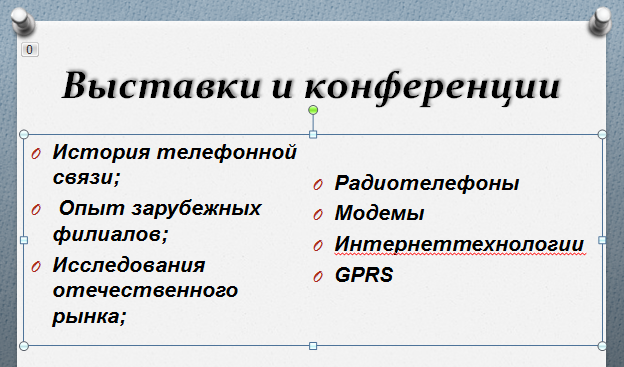 0
Выставки и конференции
История телефонной
связи;
Опыт зарубежных
филиалов;
Исследования
отечественного
рынка;
Радиотелефоны
Модемы
Интернеттехнологии
GPRS